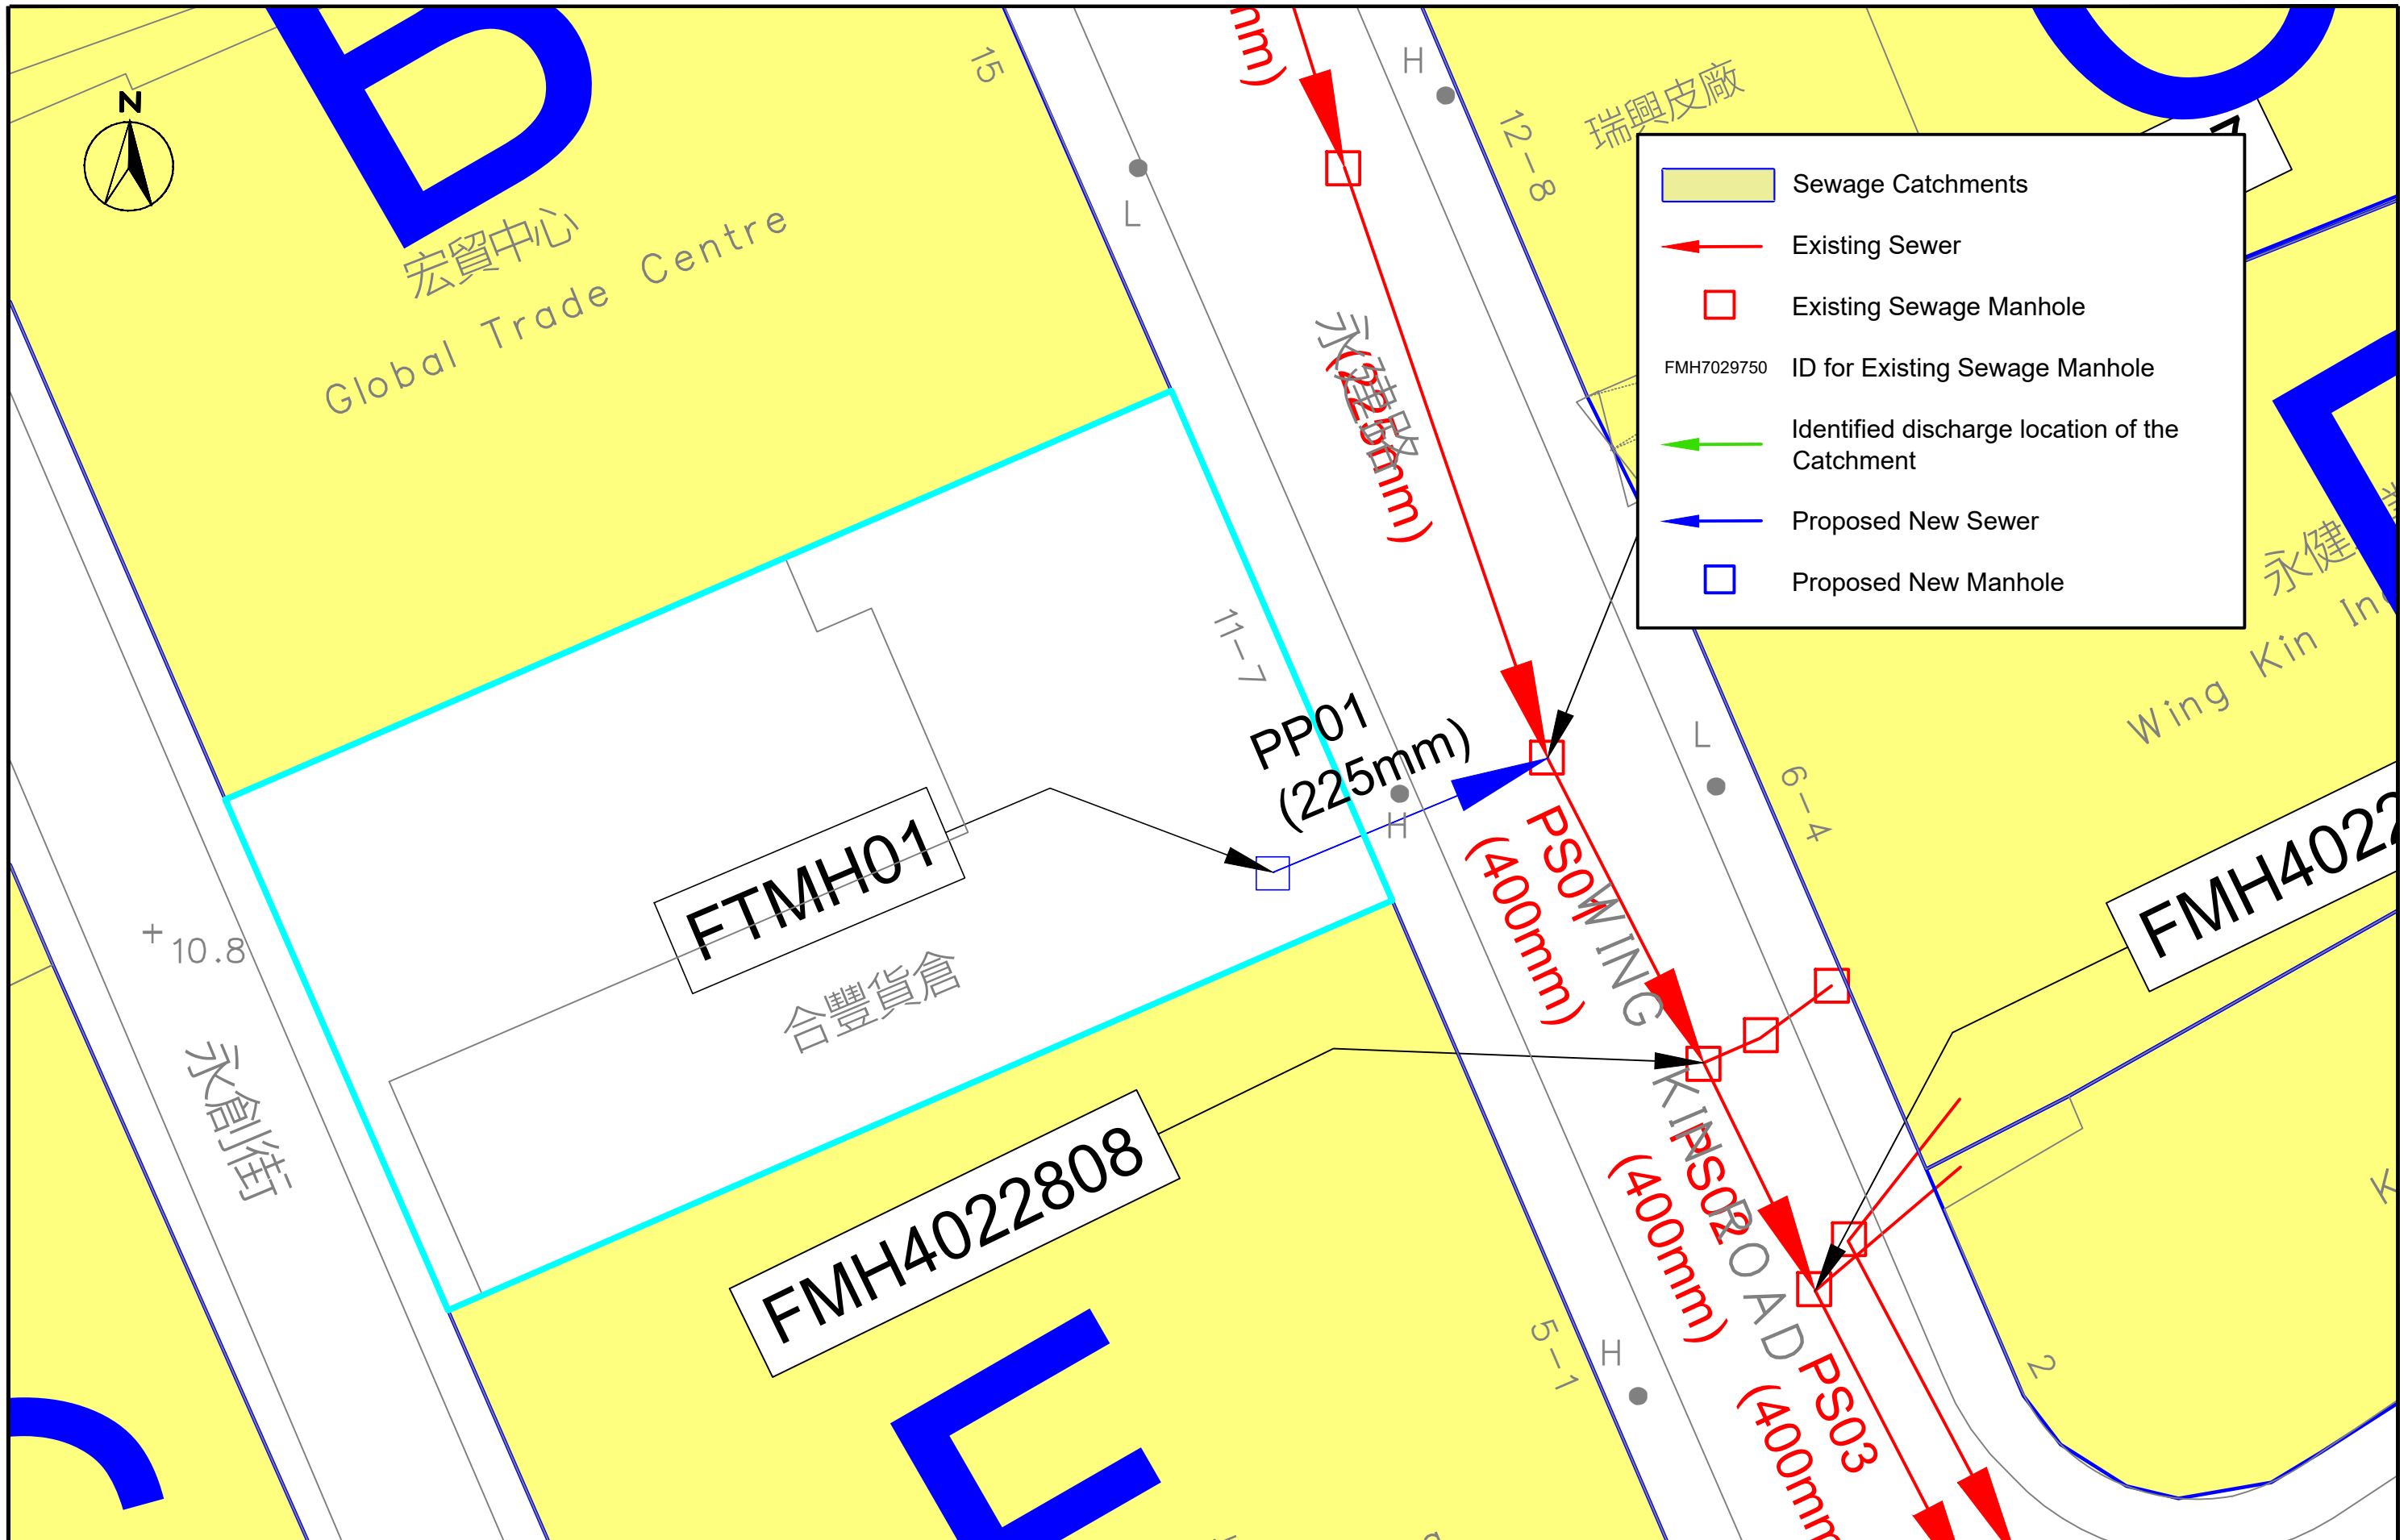 B
N
宏貿中心
Global Trade Centre
15
H
L
12-8
瑞興皮廠
7
Sewage Catchments
Existing Sewer
Existing Sewage Manhole
FMH7029750
ID for Existing Sewage Manhole
Identified discharge location of the
Catchment
Proposed New Sewer
Proposed New Manhole
永建路
(225mm)
永健
Wing Kin In
11-7
PP01
(225mm)
H
L
6-4
FTMH01
PS01
(400mm)
WING KIN ROAD
FMH4022
+10.8
合豐貨倉
永創街
FMH4022808
PS02
(400mm)
E
5-1
H
2
K
PS03
(400mm